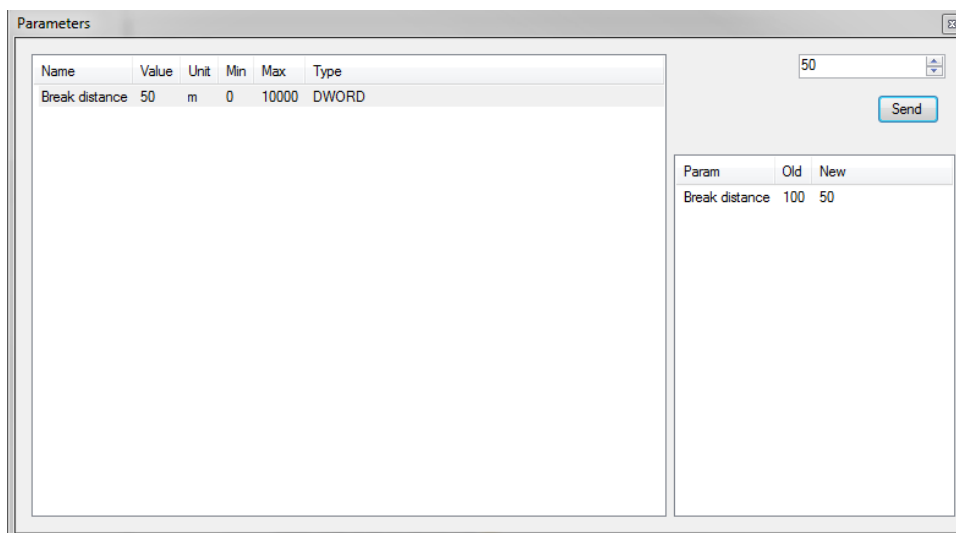 Parameters
Name Value Unit Min Max Type
Break distance 50 m 0 10000 DWORD
50
Send
Param Old New
Break distance 100 50